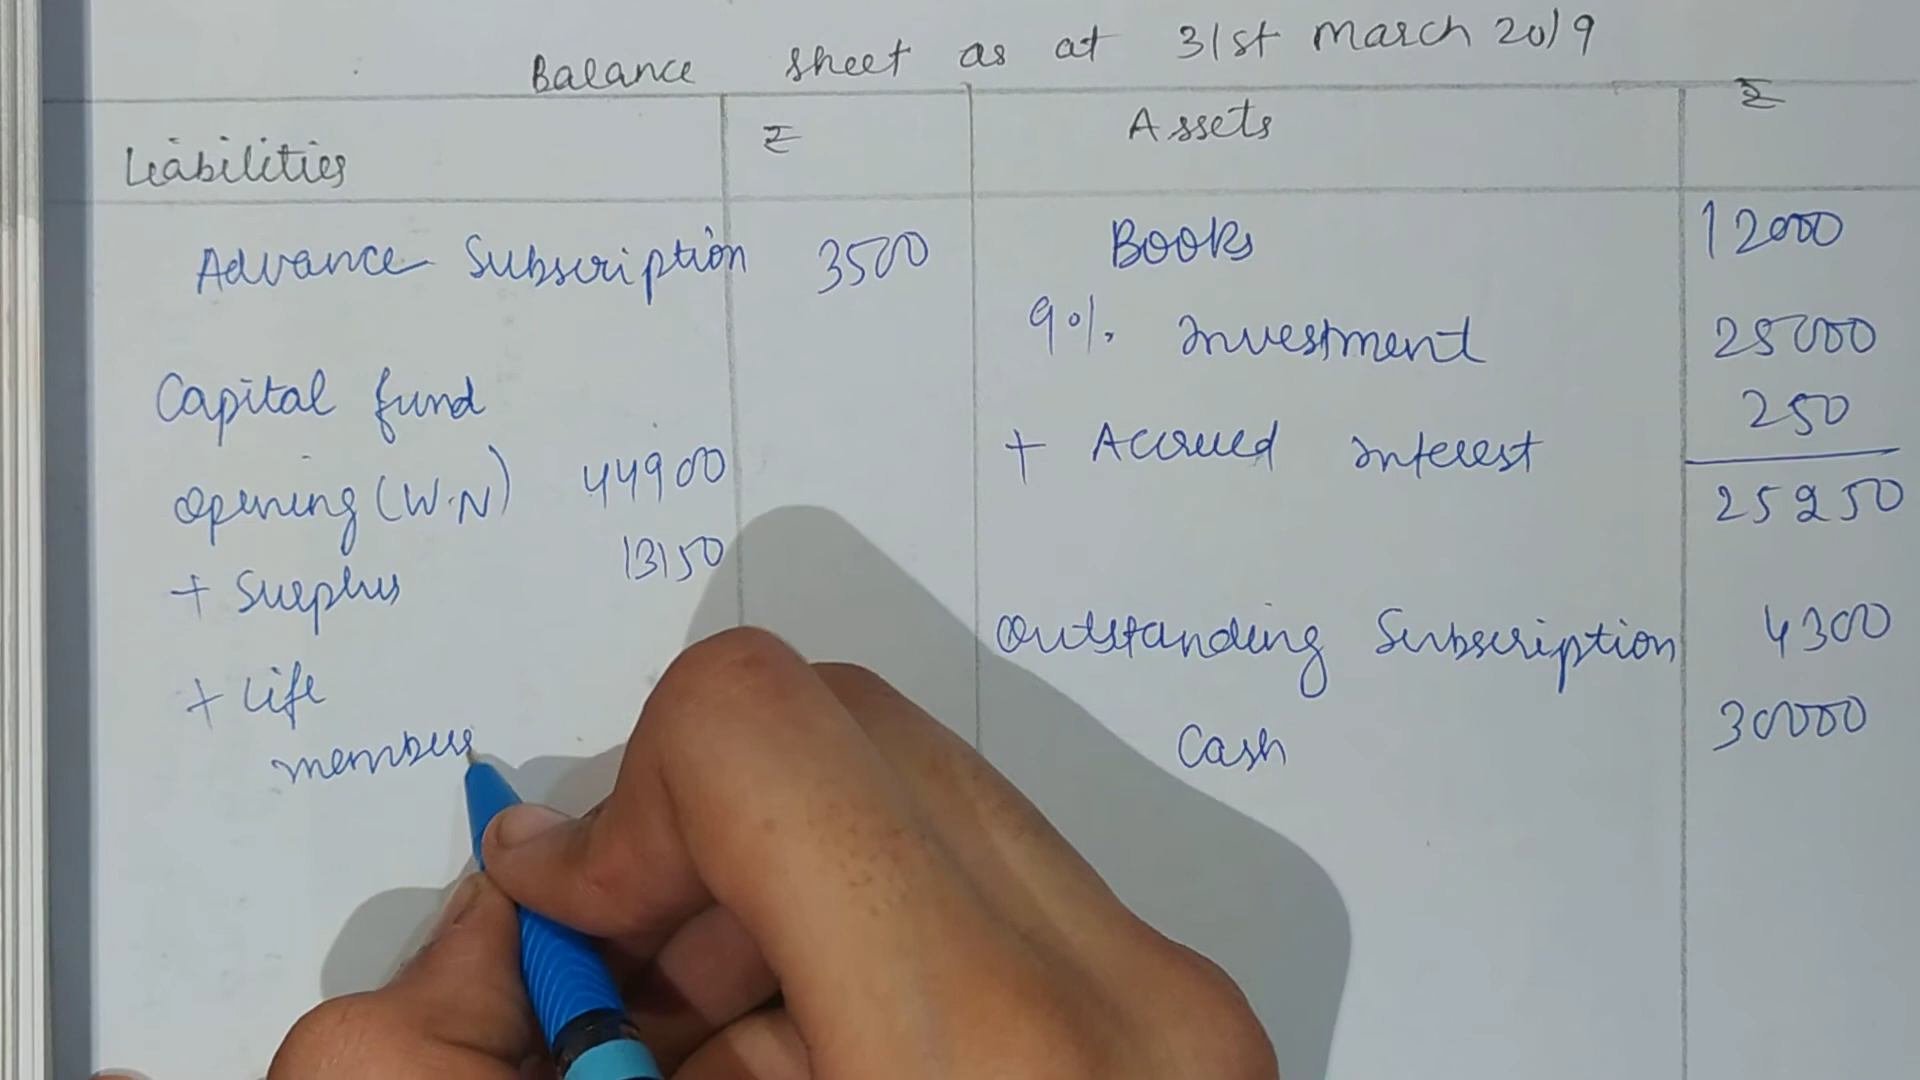 Balance sheet as at 31st March 2019
Liabilities ₹ Assets ₹
Advance Subscription 3500
Capital fund
opening (W.N) 44900
+ Surplus 13150
+ Life
member
Books 12000
9% Investment 25000
+ Accrued interest 250
25250
Outstanding Subscription 4300
Cash 30000